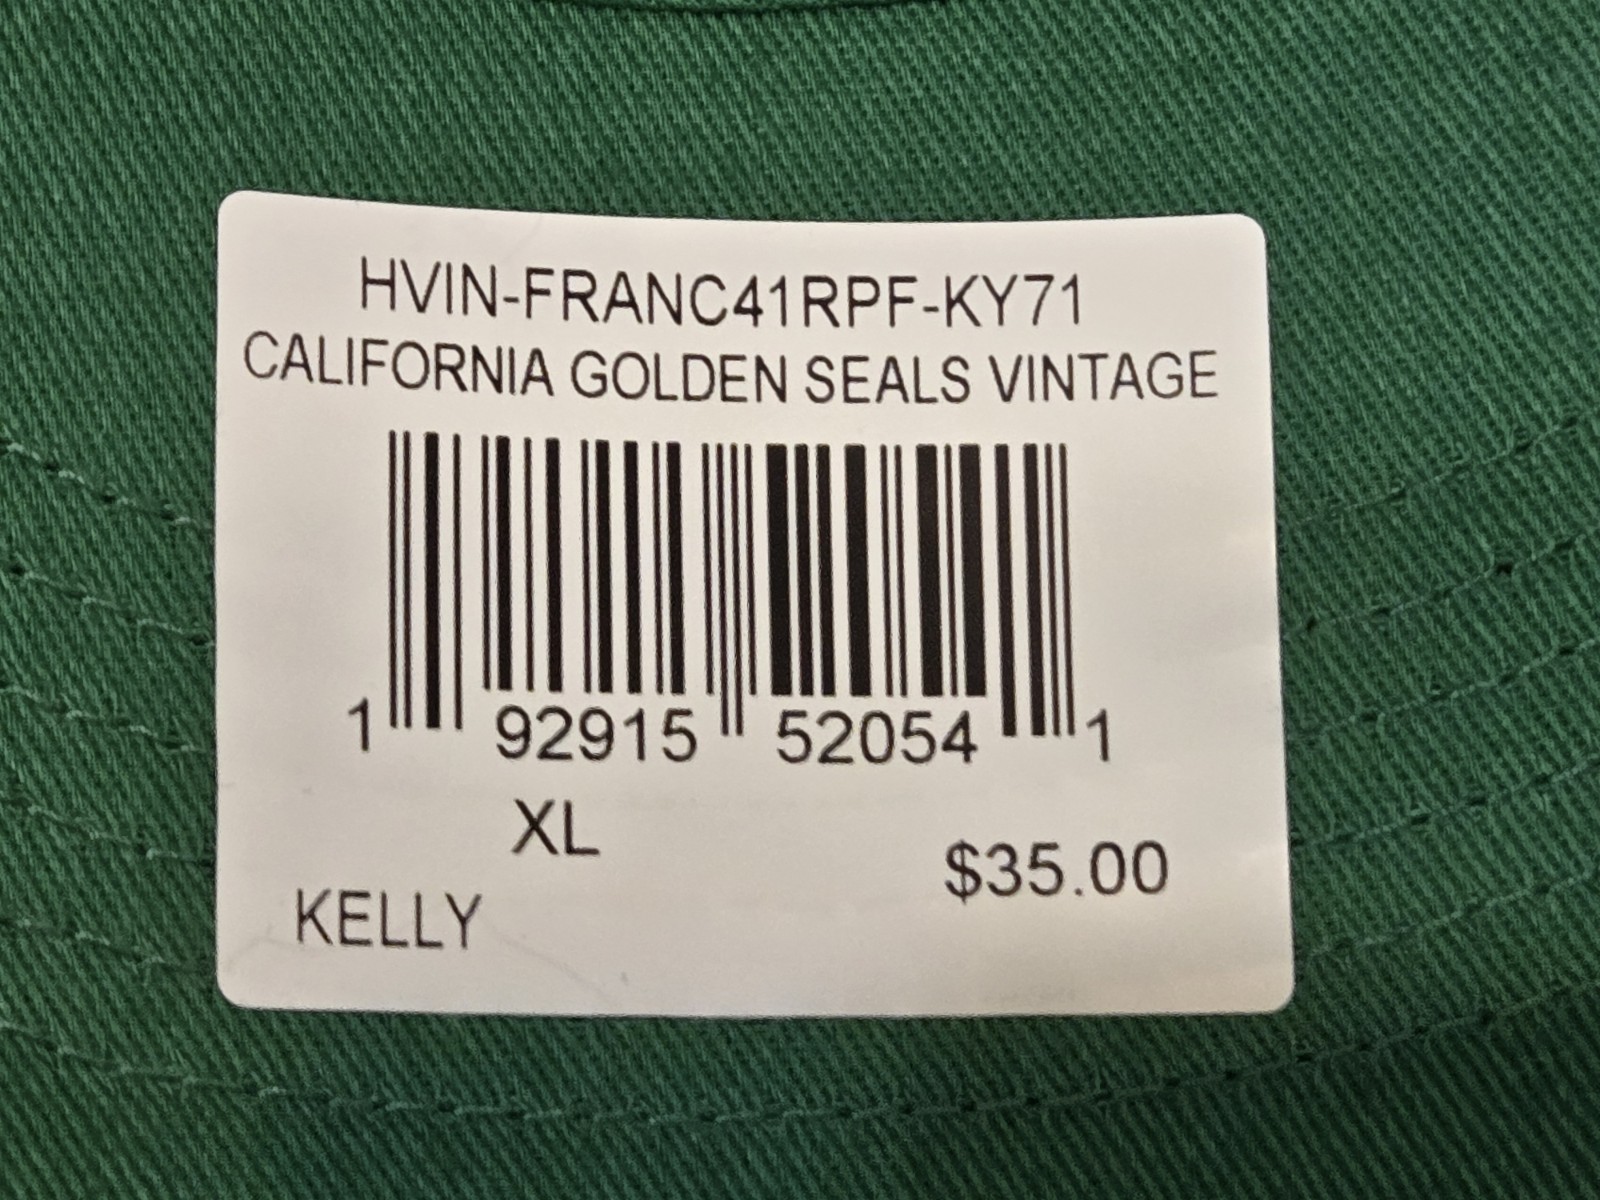 HVIN-FRANC41RPF-KY71
CALIFORNIA GOLDEN SEALS VINTAGE
1 92915 52054 1
XL
$35.00
KELLY